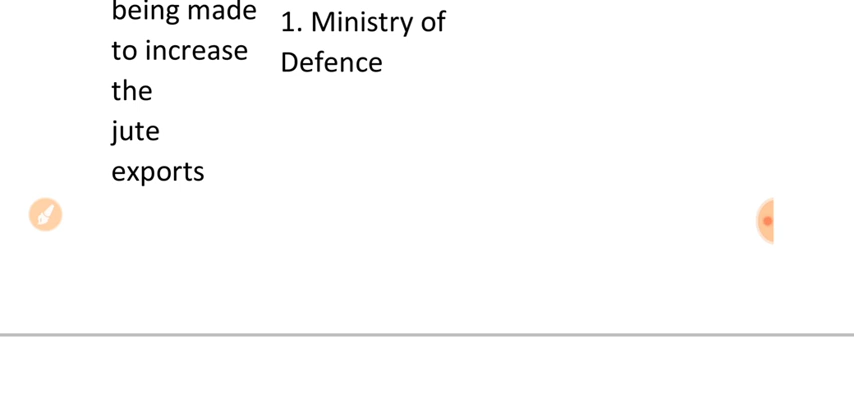 being made
to increase
the
jute
exports
1. Ministry of
Defence